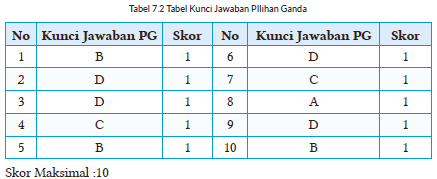 Tabel 7.2 Tabel Kunci Jawaban PIlihan Ganda
No Kunci Jawaban PG Skor No Kunci Jawaban PG Skor
1 B 1 6 D 1
2 D 1 7 C 1
3 D 1 8 A 1
4 C 1 9 D 1
5 B 1 10 B 1
Skor Maksimal :10